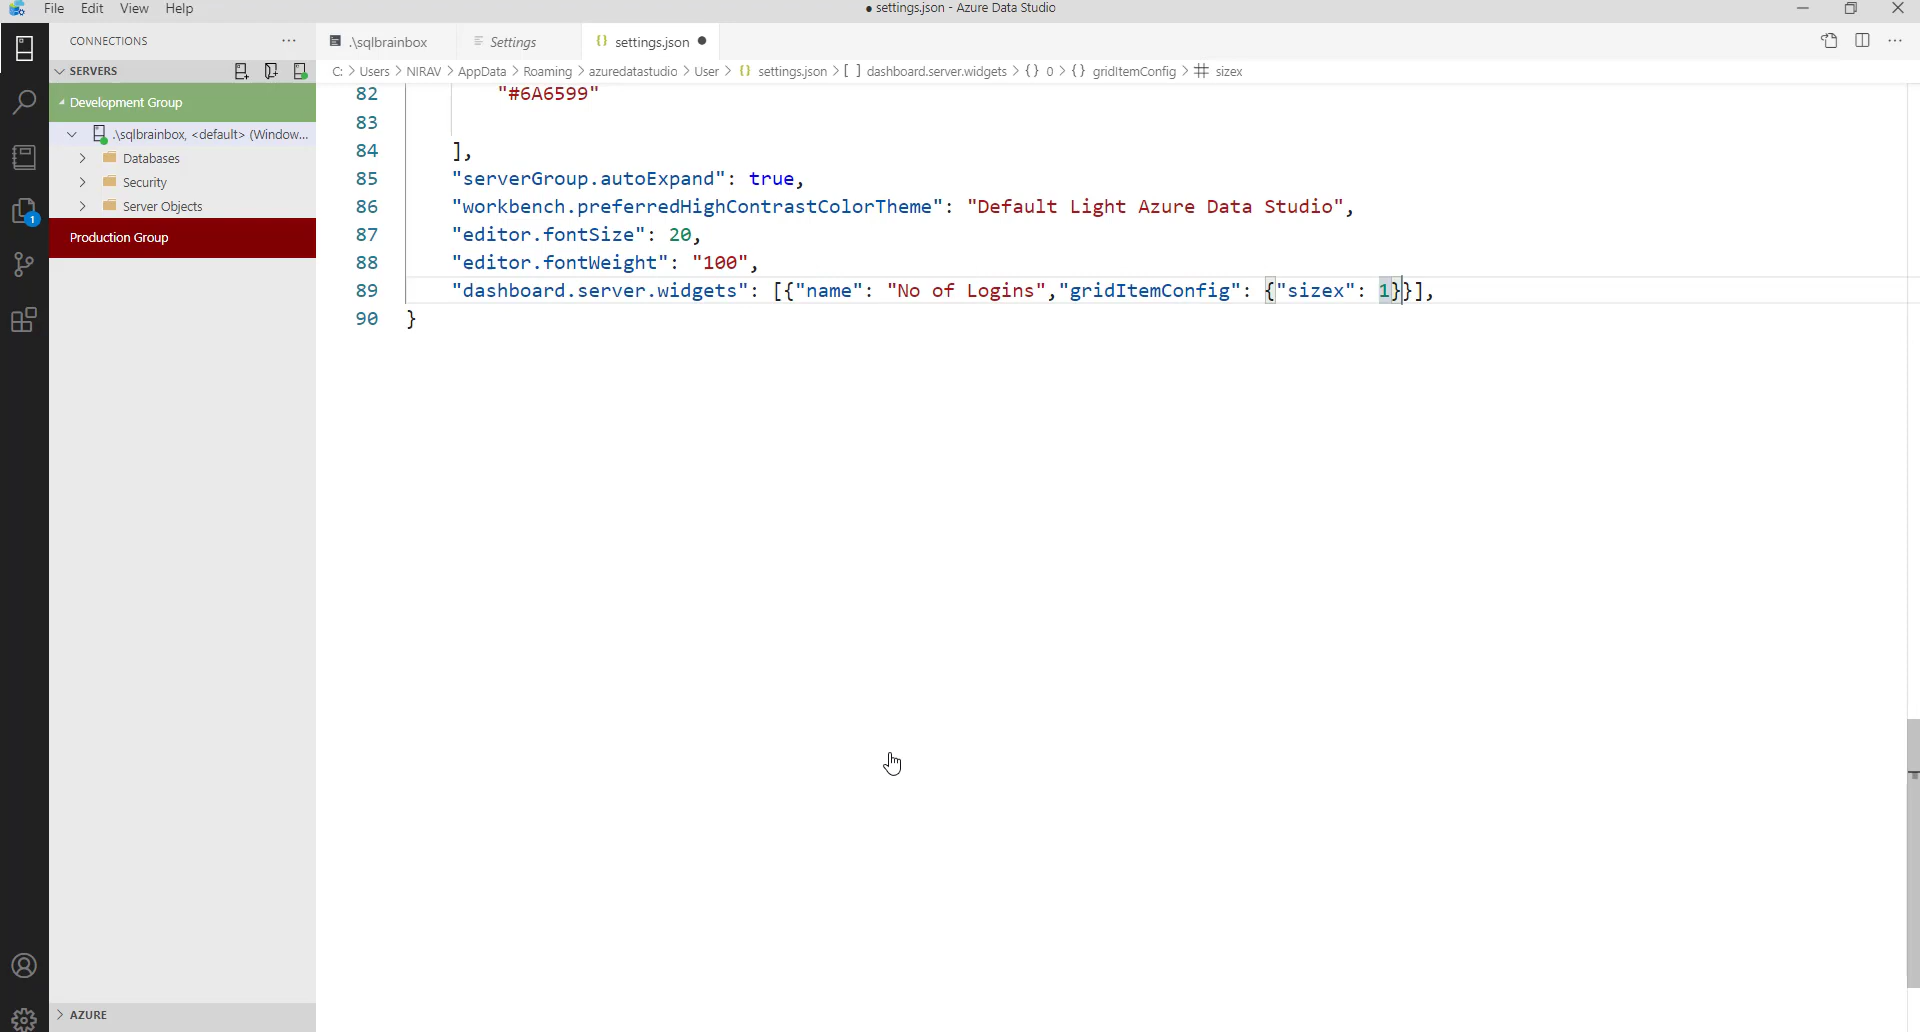 File Edit View Help
● settings.json - Azure Data Studio
CONNECTIONS
.\sqlbrainbox
Settings
settings.json ●
SERVERS
C: > Users > NIRAV > AppData > Roaming > azuredatastudio > User > {} settings.json > [ ] dashboard.server.widgets > {} 0 > {} gridItemConfig > # sizex
Development Group
.\sqlbrainbox, <default> (Window...
Databases
Security
Server Objects
Production Group
1
82 "#6A6599"
83
84 ],
85 "serverGroup.autoExpand": true,
86 "workbench.preferredHighContrastColorTheme": "Default Light Azure Data Studio",
87 "editor.fontSize": 20,
88 "editor.fontWeight": "100",
89 "dashboard.server.widgets": [{"name": "No of Logins","gridItemConfig": {"sizex": 1}}],
90 }
AZURE